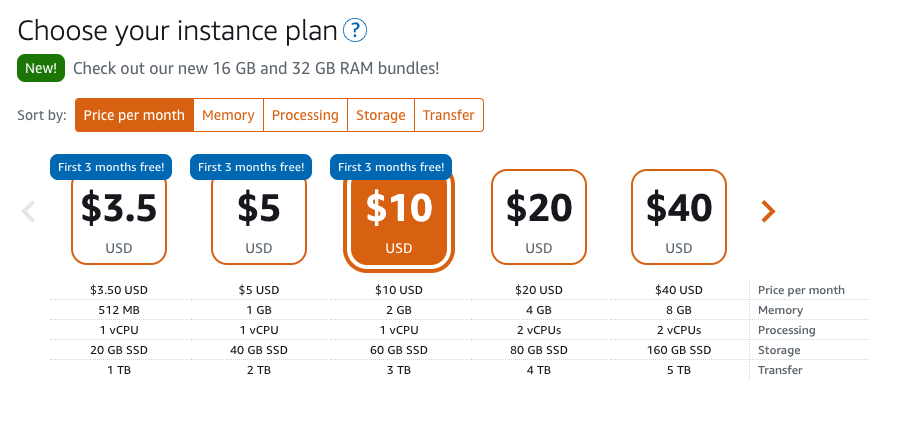 Choose your instance plan ?
New! Check out our new 16 GB and 32 GB RAM bundles!
Sort by: Price per month Memory Processing Storage Transfer
First 3 months free! First 3 months free! First 3 months free!
$3.5 $5 $10 $20 $40
USD USD USD USD USD
$3.50 USD $5 USD $10 USD $20 USD $40 USD Price per month
512 MB 1 GB 2 GB 4 GB 8 GB Memory
1 vCPU 1 vCPU 1 vCPU 2 vCPUs 2 vCPUs Processing
20 GB SSD 40 GB SSD 60 GB SSD 80 GB SSD 160 GB SSD Storage
1 TB 2 TB 3 TB 4 TB 5 TB Transfer